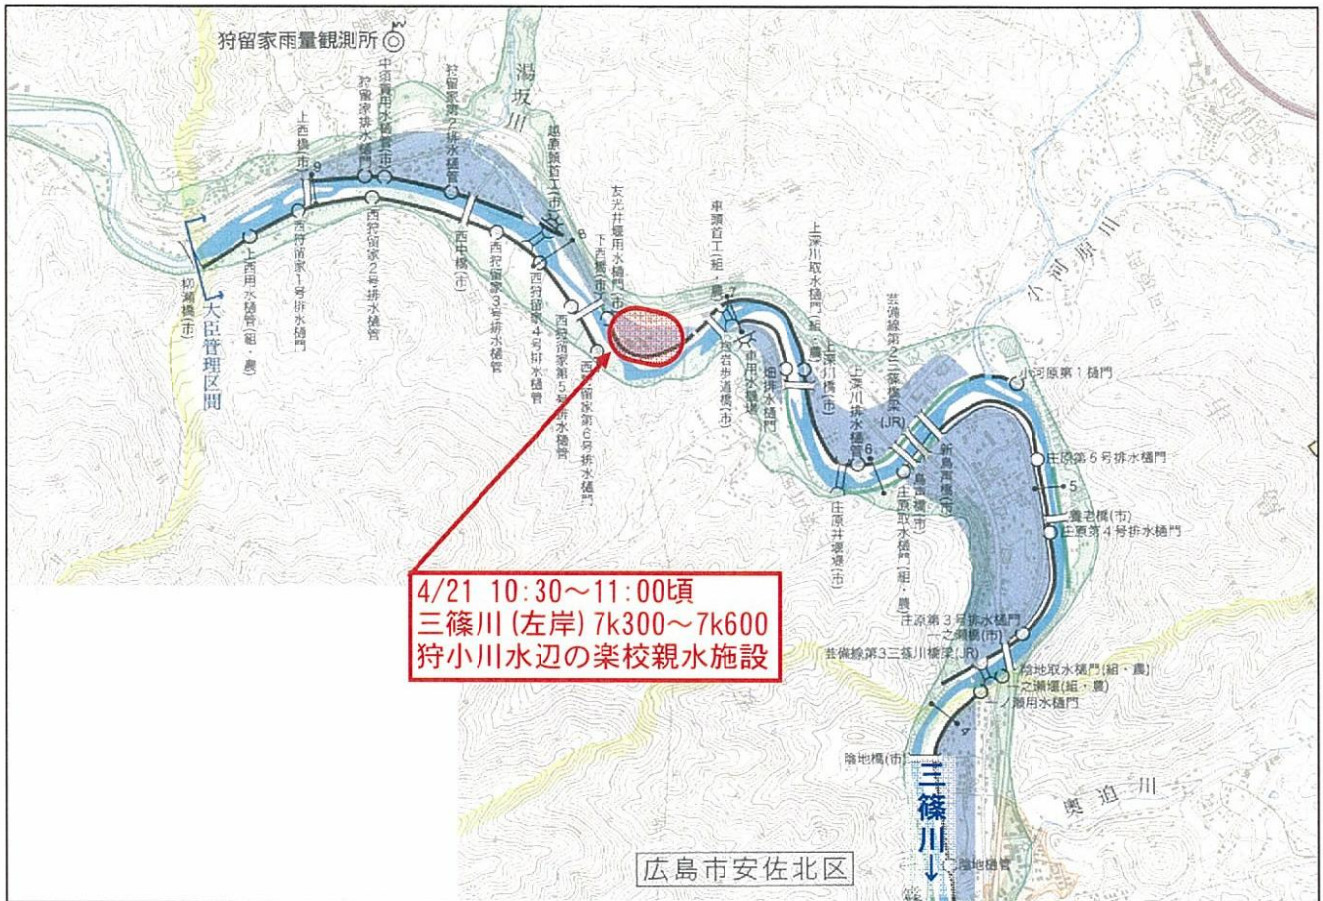 狩留家雨量観測所
湯坂川
上西橋(市)
狩留家排水樋門
中須賀用水樋管(市)
狩留家第2排水樋管
越原頭首工(市)
友光井堰用水樋門(市)
下西橋(市)
車頭首工(組・農)
上深川取水樋門(組・農)
上深川橋(市)
上深川排水樋管
芸備線第2三篠橋梁(JR)
小河原川
小河原第1樋門
9
8
7
6
5
4
柳瀬橋(市)
大臣管理区間
上西用水樋管(組・農)
西狩留家1号排水樋門
西狩留家2号排水樋管
西中橋(市)
西狩留家3号排水樋管
西狩留家4号排水樋管
西狩留家第5号排水樋管
西狩留家第6号排水樋門
畑排水樋門
庄原井堰堤(市)
庄原取水樋門(組・農)
鳥声橋(市)
新鳥声橋(市)
庄原第5号排水樋門
養老橋(市)
庄原第4号排水樋門
庄原第3号排水樋門
一之瀬橋(市)
芸備線第3三篠川橋梁(JR)
陰地取水樋門(組・農)
一之瀬堰(組・農)
一ノ瀬用水樋門
陰地橋(市)
三篠川↓
奥迫川
陰地樋管
4/21 10:30～11:00頃
三篠川(左岸)7k300～7k600
狩小川水辺の楽校親水施設
広島市安佐北区